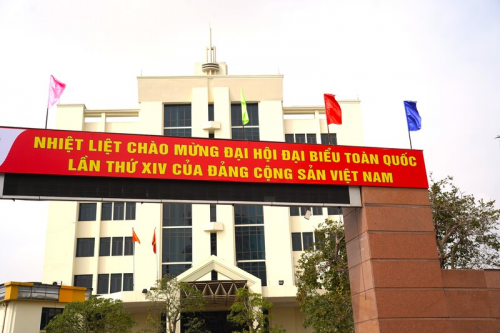 NHIỆT LIỆT CHÀO MỪNG ĐẠI HỘI ĐẠI BIỂU TOÀN QUỐC
LẦN THỨ XIV CỦA ĐẢNG CỘNG SẢN VIỆT NAM